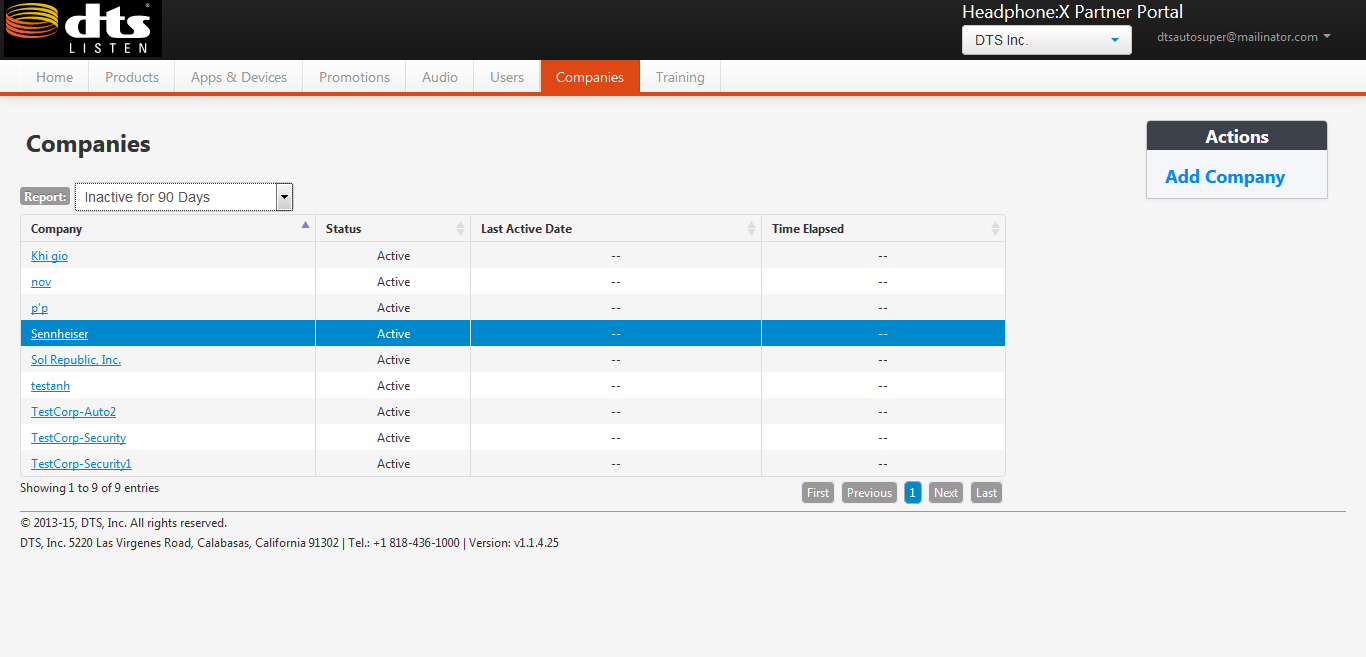 dts
LISTEN
Headphone:X Partner Portal
DTS Inc.
dtsautosuper@mailinator.com
Home Products Apps & Devices Promotions Audio Users Companies Training
Companies
Actions
Add Company
Report: Inactive for 90 Days
Company Status Last Active Date Time Elapsed
Khi gio Active -- --
nov Active -- --
p'p Active -- --
Sennheiser Active -- --
Sol Republic, Inc. Active -- --
testanh Active -- --
TestCorp-Auto2 Active -- --
TestCorp-Security Active -- --
TestCorp-Security1 Active -- --
Showing 1 to 9 of 9 entries
First Previous 1 Next Last
© 2013-15, DTS, Inc. All rights reserved.
DTS, Inc. 5220 Las Virgenes Road, Calabasas, California 91302 | Tel.: +1 818-436-1000 | Version: v1.1.4.25